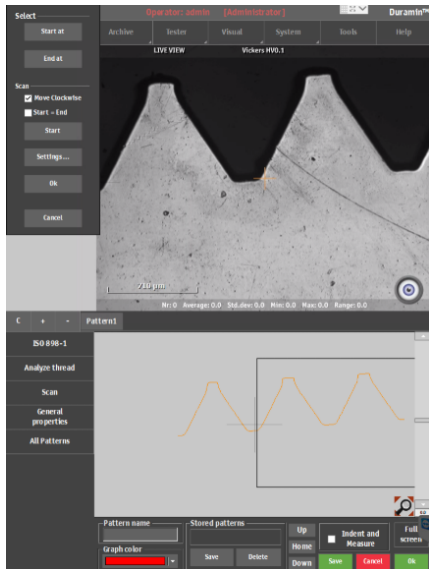 Select
Operator: admin [Administrator]
Duramin™
Start at
Archive Tester Visual System Tools Help
LIVE VIEW Vickers HV0.1
End at
Scan
Move Clockwise
Start = End
Start
Settings...
Ok
Cancel
710 µm
Nr: 0 Average: 0.0 Std.dev: 0.0 Min: 0.0 Max: 0.0 Range: 0.0
C + - Pattern1
ISO 898-1
Analyze thread
Scan
General
properties
All Patterns
Pattern name
Stored patterns
Up
Indent and
Measure
Full
screen
Home
Graph color
Save Delete
Down
Save
Cancel
Ok